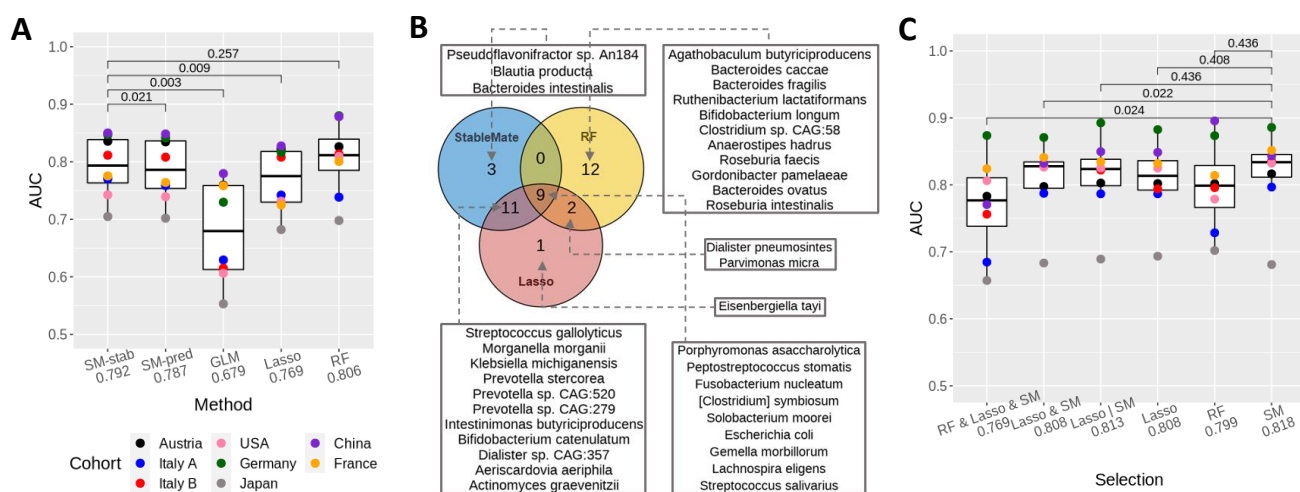 A
1.0
0.9
0.8
0.7
0.6
0.5
AUC
0.257
0.009
0.003
0.021
SM-stab
0.792
SM-pred
0.787
GLM
0.679
Lasso
0.769
RF
0.806
Method
Cohort
Austria
Italy A
Italy B
USA
Germany
Japan
China
France
B
Pseudoflavonifractor sp. An184
Blautia producta
Bacteroides intestinalis
Agathobaculum butyriciproducens
Bacteroides caccae
Bacteroides fragilis
Ruthenibacterium lactatiformans
Bifidobacterium longum
Clostridium sp. CAG:58
Anaerostipes hadrus
Roseburia faecis
Gordonibacter pamelaeae
Bacteroides ovatus
Roseburia intestinalis
StableMate
RF
3
0
12
9
11
2
1
Lasso
Dialister pneumosintes
Parvimonas micra
Eisenbergiella tayi
Streptococcus gallolyticus
Morganella morganii
Klebsiella michiganensis
Prevotella stercorea
Prevotella sp. CAG:520
Prevotella sp. CAG:279
Intestinimonas butyriciproducens
Bifidobacterium catenulatum
Dialister sp. CAG:357
Aeriscardovia aeriphila
Actinomyces graevenitzii
Porphyromonas asaccharolytica
Peptostreptococcus stomatis
Fusobacterium nucleatum
[Clostridium] symbiosum
Solobacterium moorei
Escherichia coli
Gemella morbillorum
Lachnospira eligens
Streptococcus salivarius
C
1.0
0.9
0.8
0.7
0.6
0.5
AUC
0.436
0.408
0.436
0.022
0.024
RF & Lasso & SM
0.769
Lasso & SM
0.808
Lasso | SM
0.813
Lasso
0.808
RF
0.799
SM
0.818
Selection